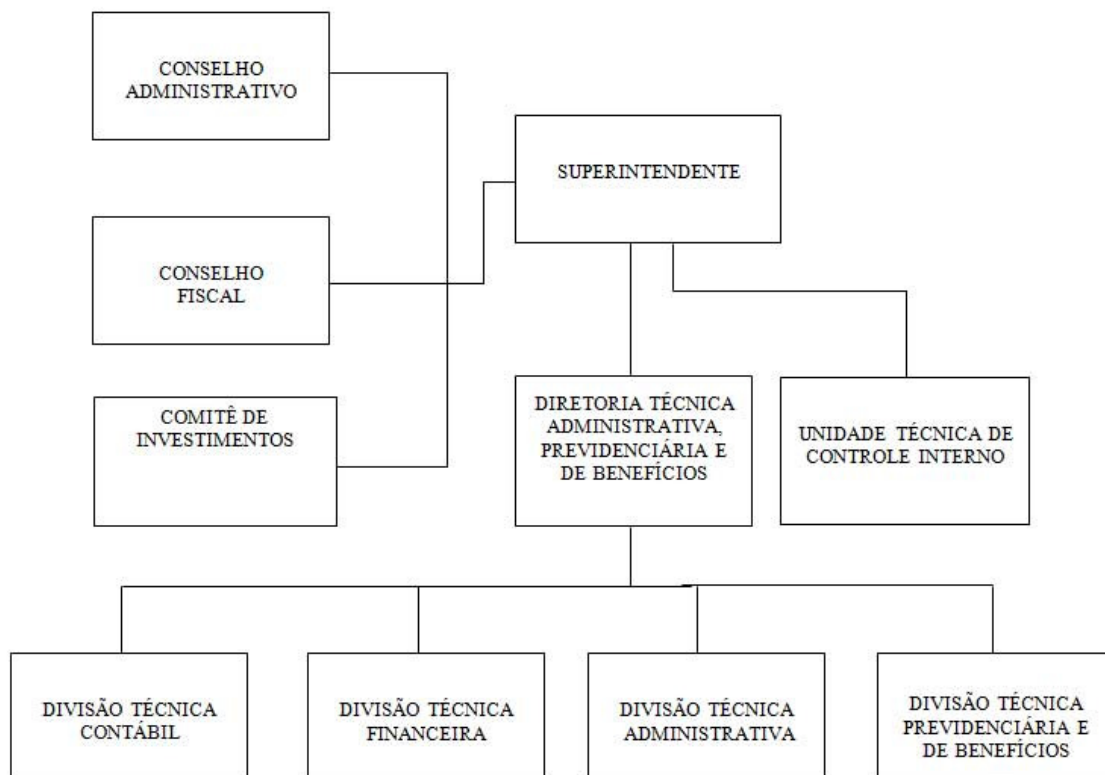 CONSELHO
ADMINISTRATIVO
SUPERINTENDENTE
CONSELHO
FISCAL
COMITÊ DE
INVESTIMENTOS
DIRETORIA TÉCNICA
ADMINISTRATIVA,
PREVIDENCIÁRIA E
DE BENEFÍCIOS
UNIDADE TÉCNICA DE
CONTROLE INTERNO
DIVISÃO TÉCNICA
CONTÁBIL
DIVISÃO TÉCNICA
FINANCEIRA
DIVISÃO TÉCNICA
ADMINISTRATIVA
DIVISÃO TÉCNICA
PREVIDENCIÁRIA E
DE BENEFÍCIOS